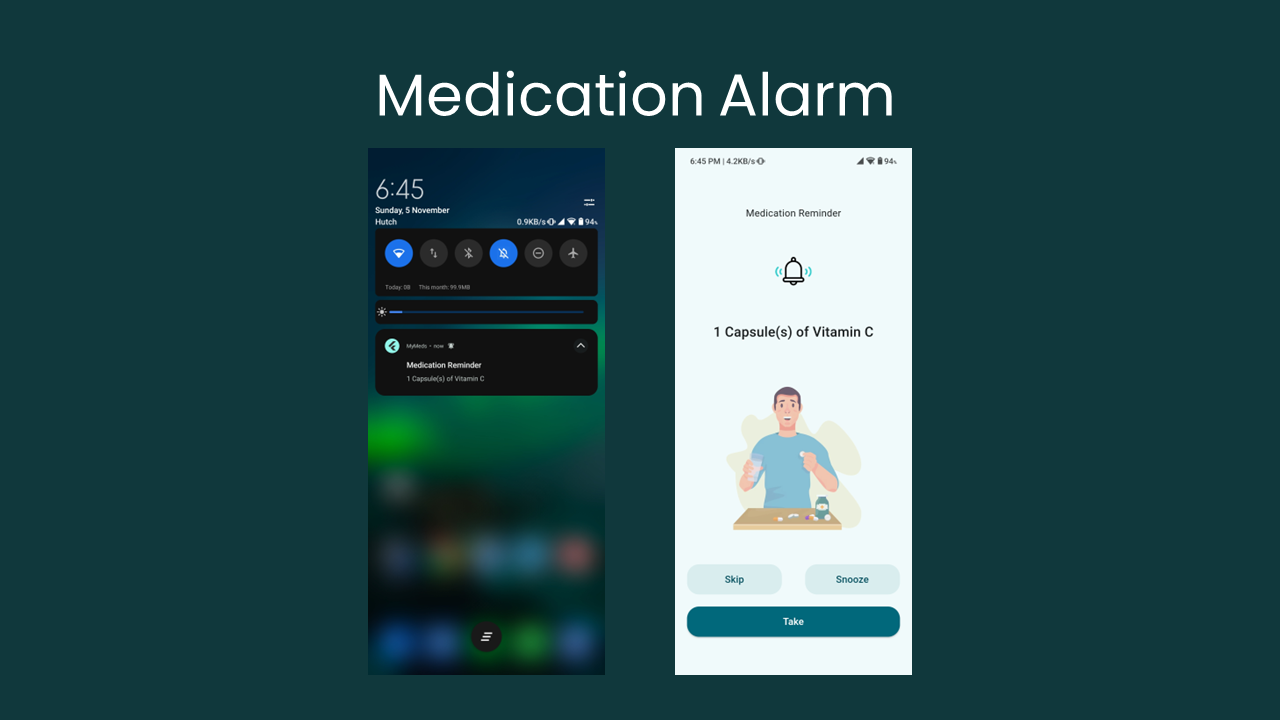 Medication Alarm
6:45
Sunday, 5 November
Hutch
0.9KB/s 94%
Today: 0B This month: 99.9MB
MyMeds • now
Medication Reminder
1 Capsule(s) of Vitamin C
6:45 PM | 4.2KB/s 94%
Medication Reminder
1 Capsule(s) of Vitamin C
Skip
Snooze
Take